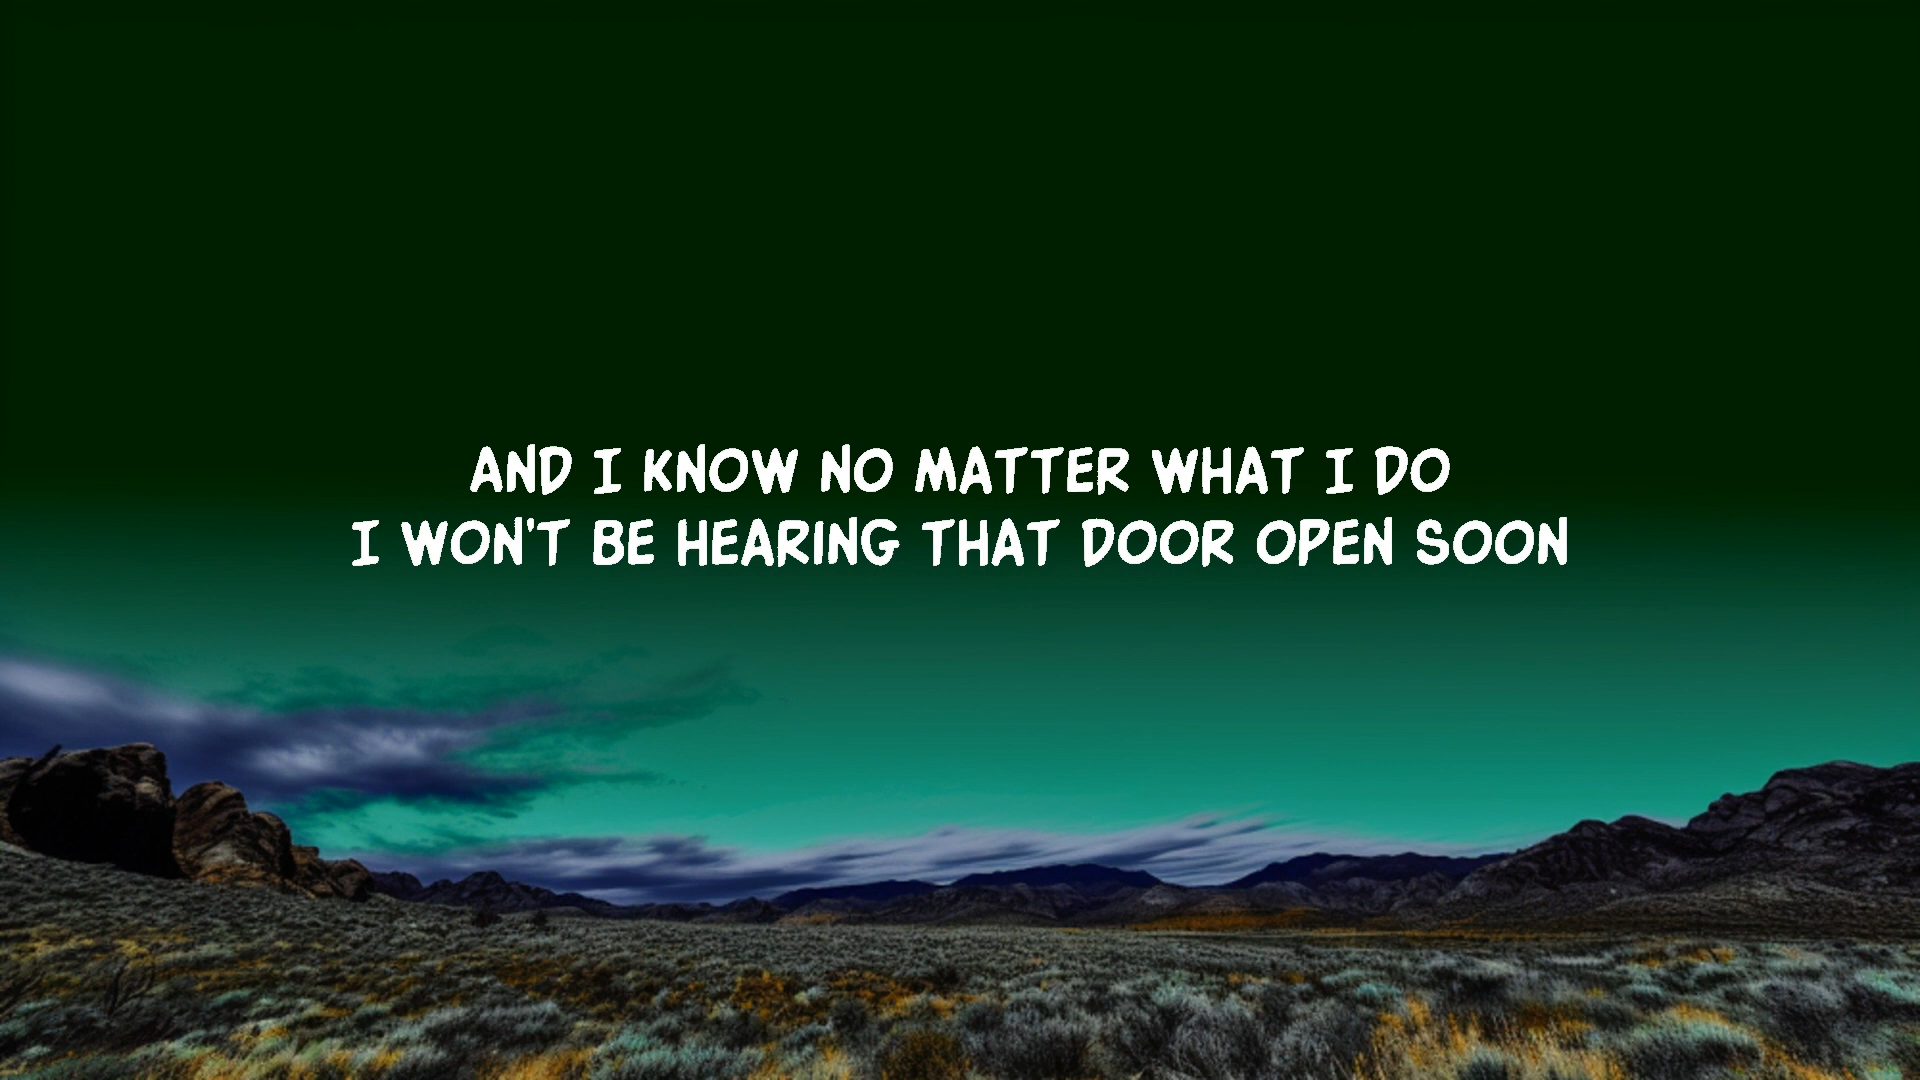 AND I KNOW NO MATTER WHAT I DO
I WON'T BE HEARING THAT DOOR OPEN SOON